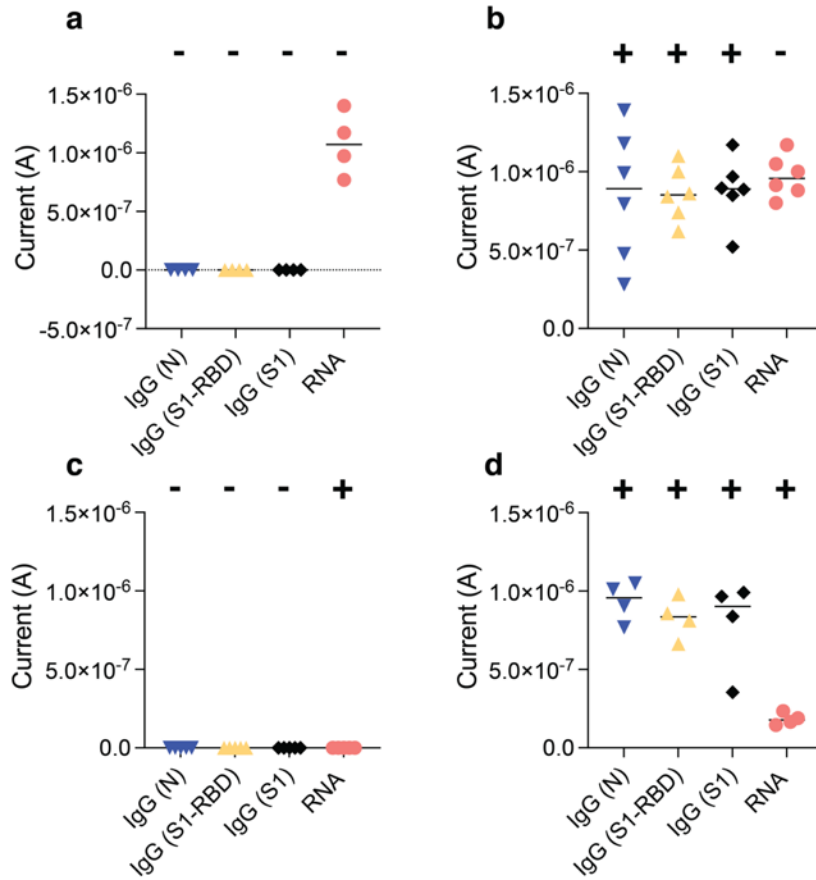 a
- - - -
1.5×10⁻⁶
1.0×10⁻⁶
5.0×10⁻⁷
0.0
-5.0×10⁻⁷
Current (A)
IgG (N)
IgG (S1-RBD)
IgG (S1)
RNA
b
+ + + -
1.5×10⁻⁶
1.0×10⁻⁶
5.0×10⁻⁷
0.0
Current (A)
IgG (N)
IgG (S1-RBD)
IgG (S1)
RNA
c
- - - +
1.5×10⁻⁶
1.0×10⁻⁶
5.0×10⁻⁷
0.0
Current (A)
IgG (N)
IgG (S1-RBD)
IgG (S1)
RNA
d
+ + + +
1.5×10⁻⁶
1.0×10⁻⁶
5.0×10⁻⁷
0.0
Current (A)
IgG (N)
IgG (S1-RBD)
IgG (S1)
RNA